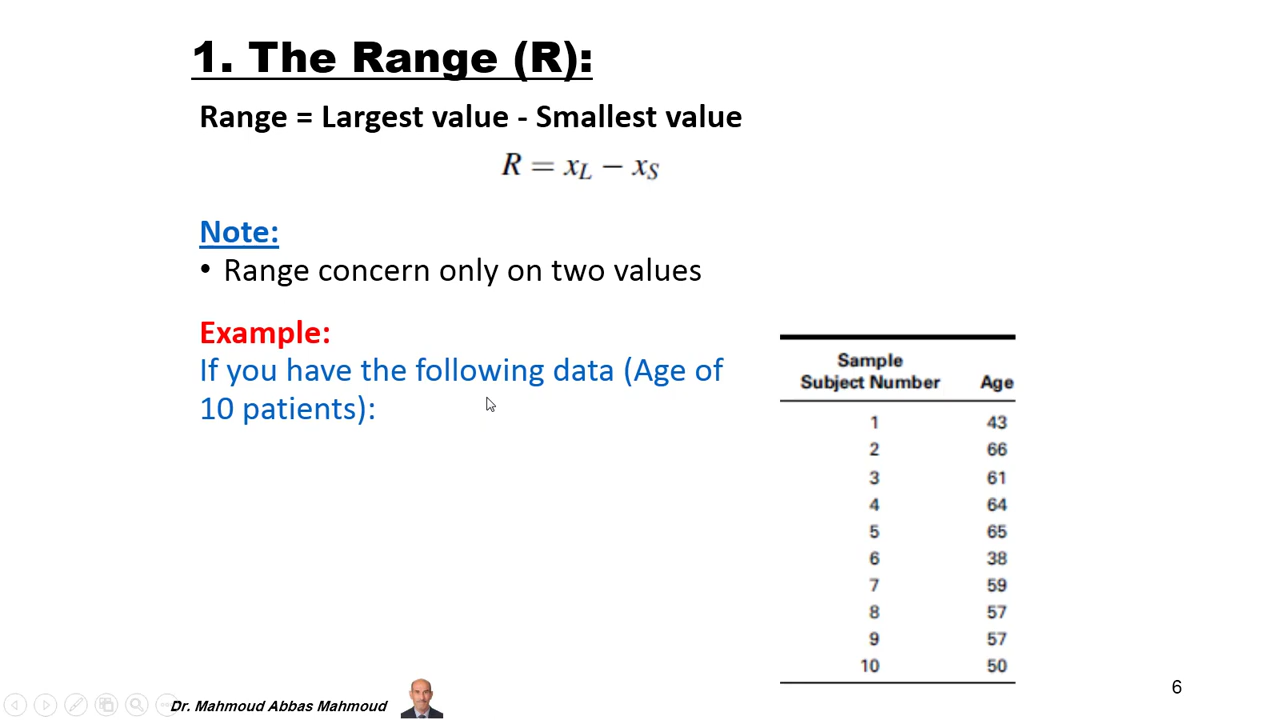 1. The Range (R):
Range = Largest value - Smallest value
R = x_L − x_S
Note:
• Range concern only on two values
Example:
If you have the following data (Age of
10 patients):
Sample
Subject Number Age
1 43
2 66
3 61
4 64
5 65
6 38
7 59
8 57
9 57
10 50
Dr. Mahmoud Abbas Mahmoud
6